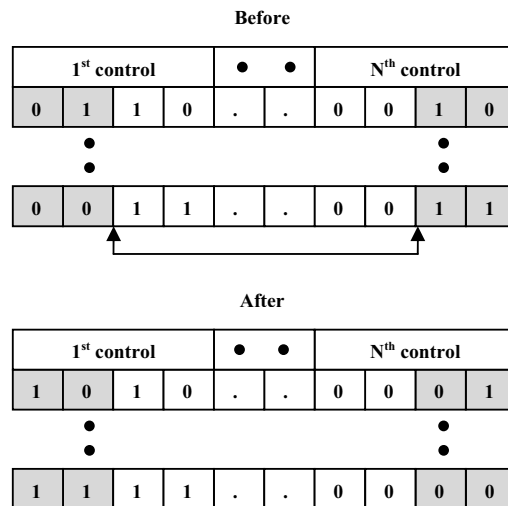 Before
1st control • • Nth control
0 1 1 0 . . 0 0 1 0
0 0 1 1 . . 0 0 1 1
After
1st control • • Nth control
1 0 1 0 . . 0 0 0 1
1 1 1 1 . . 0 0 0 0